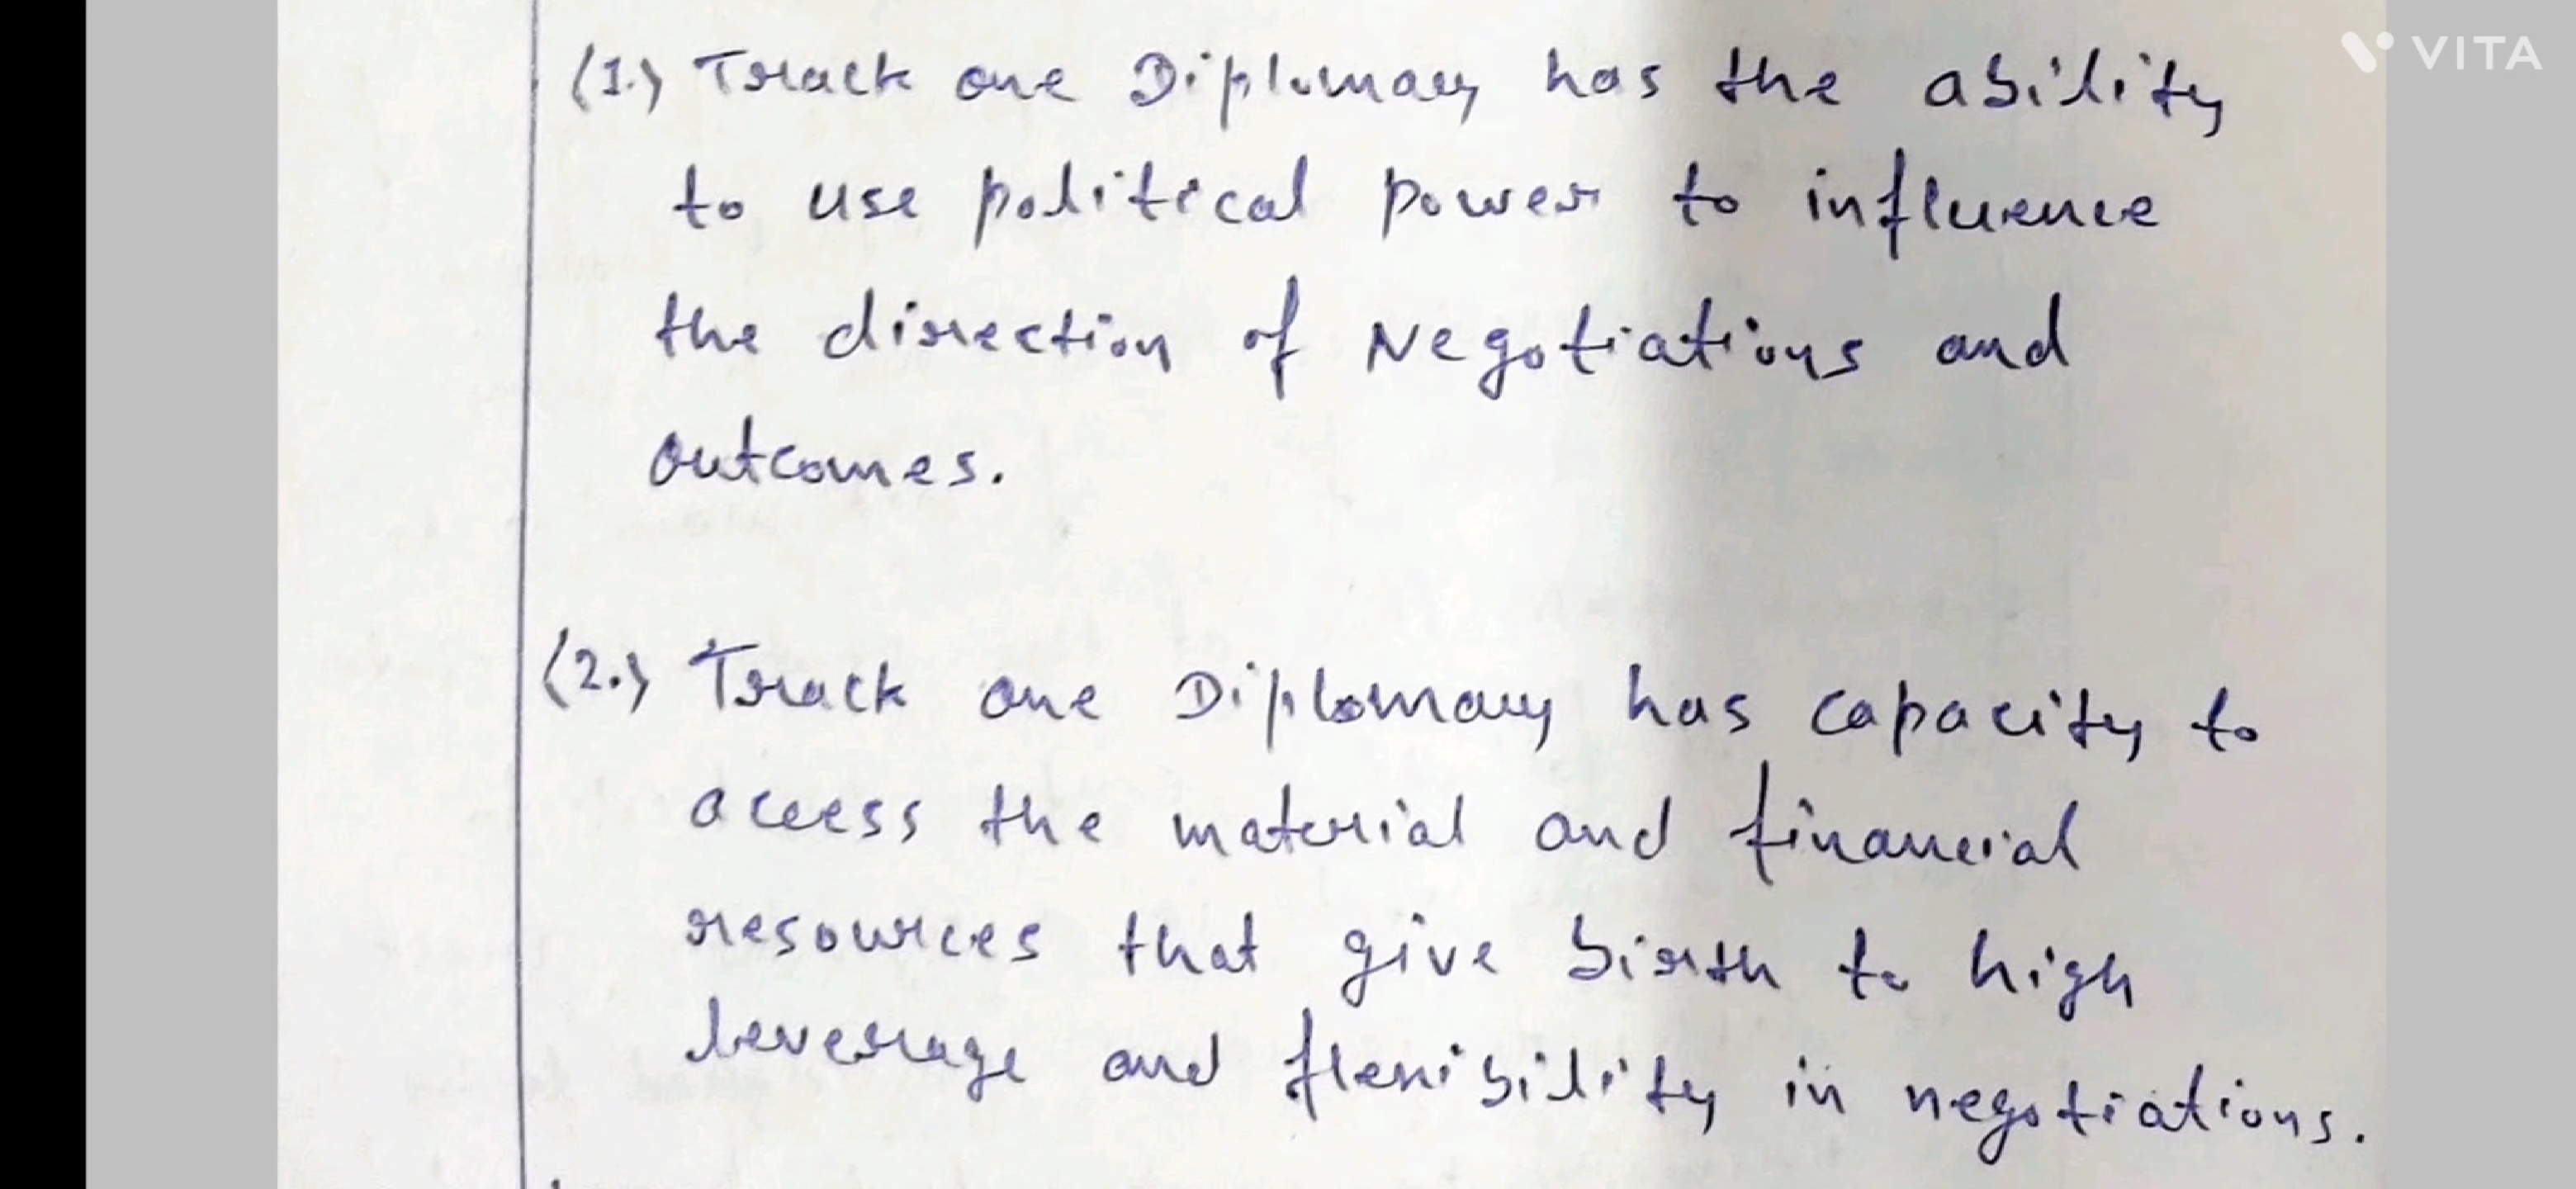 VITA
(1.) Track one Diplomacy has the ability
to use political power to influence
the direction of Negotiations and
outcomes.
(2.) Track one Diplomacy has capacity to
access the material and financial
resources that give birth to high
leverage and flexibility in negotiations.